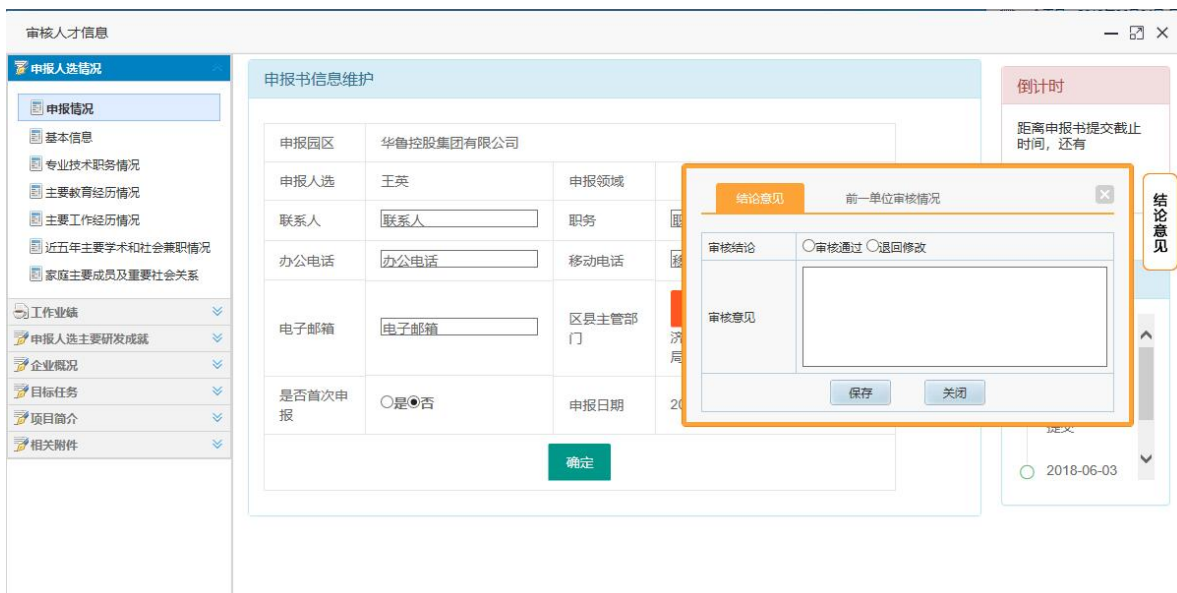 审核人才信息
申报人选情况
申报情况
基本信息
专业技术职务情况
主要教育经历情况
主要工作经历情况
近五年主要学术和社会兼职情况
家庭主要成员及重要社会关系
工作业绩
申报人选主要研发成就
企业概况
目标任务
项目简介
相关附件
申报书信息维护
申报园区 华鲁控股集团有限公司
申报人选 王英 申报领域
联系人 联系人 职务
办公电话 办公电话 移动电话
电子邮箱 电子邮箱 区县主管部
门
济
局
是否首次申
报
○是◉否 申报日期 20
确定
结论意见 前一单位审核情况
审核结论 ○审核通过 ○退回修改
审核意见
保存 关闭
倒计时
距离申报书提交截止
时间，还有
结论意见
提交
2018-06-03